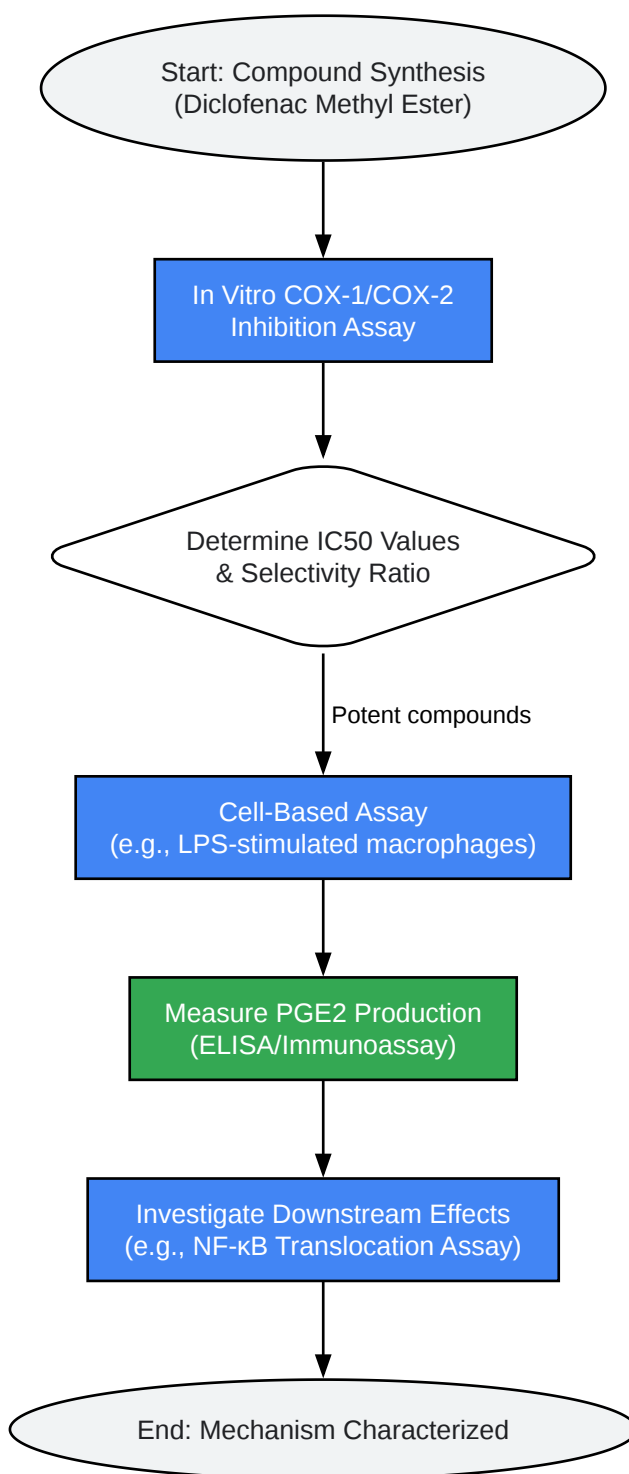 Start: Compound Synthesis
(Diclofenac Methyl Ester)
In Vitro COX-1/COX-2
Inhibition Assay
Determine IC50 Values
& Selectivity Ratio
Potent compounds
Cell-Based Assay
(e.g., LPS-stimulated macrophages)
Measure PGE2 Production
(ELISA/Immunoassay)
Investigate Downstream Effects
(e.g., NF-κB Translocation Assay)
End: Mechanism Characterized